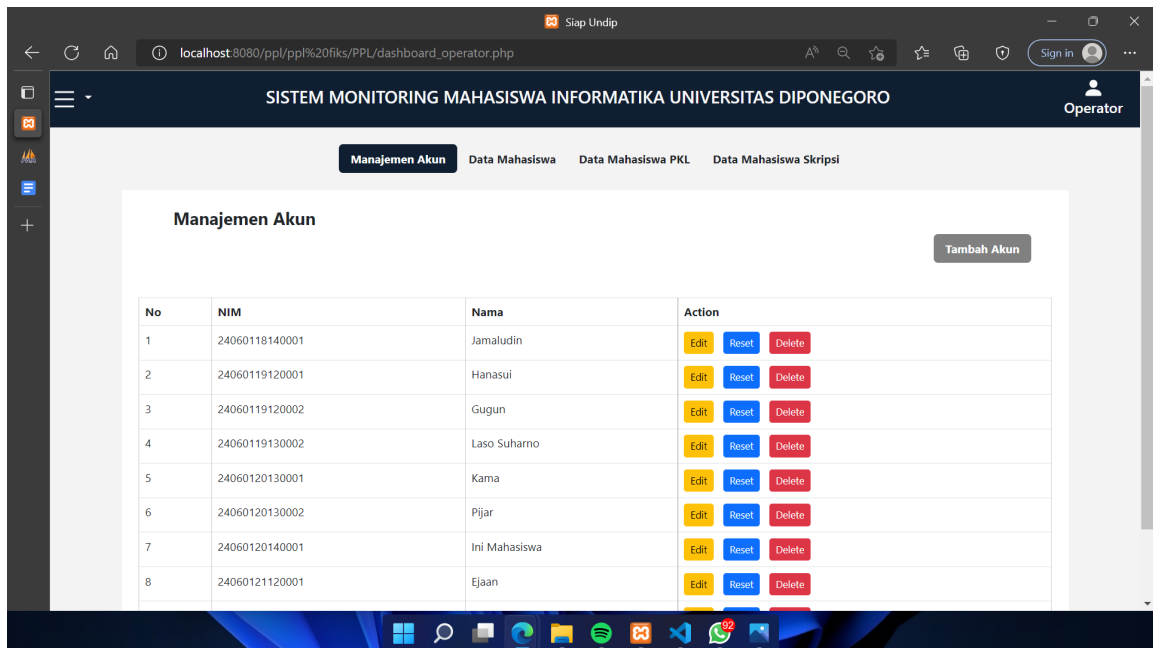 Siap Undip
localhost:8080/ppl/ppl%20fiks/PPL/dashboard_operator.php
Sign in
SISTEM MONITORING MAHASISWA INFORMATIKA UNIVERSITAS DIPONEGORO
Operator
Manajemen Akun Data Mahasiswa Data Mahasiswa PKL Data Mahasiswa Skripsi
Manajemen Akun
Tambah Akun
No NIM Nama Action
1 24060118140001 Jamaludin Edit Reset Delete
2 24060119120001 Hanasui Edit Reset Delete
3 24060119120002 Gugun Edit Reset Delete
4 24060119130002 Laso Suharno Edit Reset Delete
5 24060120130001 Kama Edit Reset Delete
6 24060120130002 Pijar Edit Reset Delete
7 24060120140001 Ini Mahasiswa Edit Reset Delete
8 24060121120001 Ejaan Edit Reset Delete
92